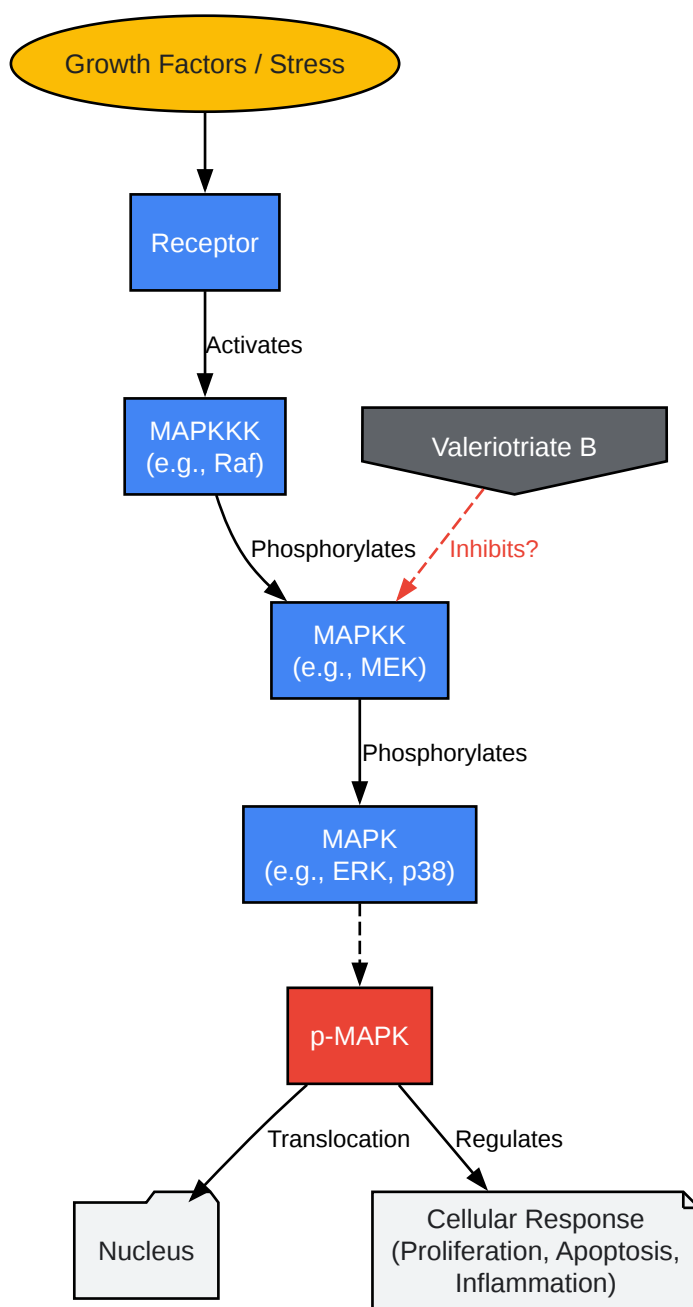 Growth Factors / Stress
Receptor
Activates
MAPKKK
(e.g., Raf)
Valeriotriate B
Phosphorylates
Inhibits?
MAPKK
(e.g., MEK)
Phosphorylates
MAPK
(e.g., ERK, p38)
p-MAPK
Translocation
Regulates
Nucleus
Cellular Response
(Proliferation, Apoptosis,
Inflammation)